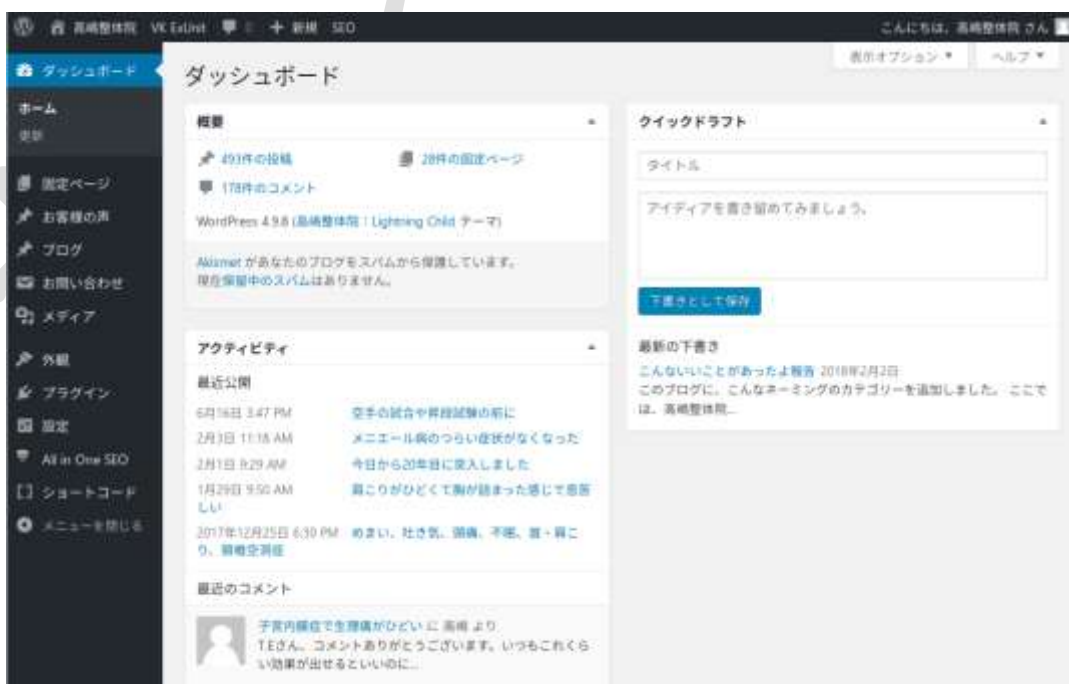 高嶋整体院 VK ExUnit 新規 SEO
こんにちは、高嶋整体院 さん
ダッシュボード
ホーム
更新
固定ページ
お客様の声
ブログ
お問い合わせ
メディア
外観
プラグイン
設定
All in One SEO
ショートコード
メニューを閉じる
表示オプション ヘルプ
ダッシュボード
概要
493件の投稿 28件の固定ページ
178件のコメント
WordPress 4.9.8 (高嶋整体院：Lightning Child テーマ)
Akismet があなたのブログをスパムから保護しています。
現在保留中のスパムはありません。
アクティビティ
最近公開
6月16日 3:47 PM 空手の試合や昇段試験の前に
2月3日 11:18 AM メニエール病のつらい症状がなくなった
2月1日 9:29 AM 今日から20年目に突入しました
1月29日 9:50 AM 肩こりがひどくて胸が詰まった感じで息苦
しい
2017年12月25日 6:30 PM めまい、吐き気、頭痛、不眠、首・肩こ
り、
最近のコメント
子宮内膜症で生理痛がひどい に 高嶋 より
T.Eさん、コメントありがとうございます。いつもこれくら
い効果が出せるといいのに…
クイックドラフト
タイトル
アイディアを書き留めてみましょう。
下書きとして保存
最新の下書き
こんないいことがあったよ報告 2018年2月2日
このブログに、こんなネーミングのカテゴリーを追加しました。 ここで
は、高嶋整体院…